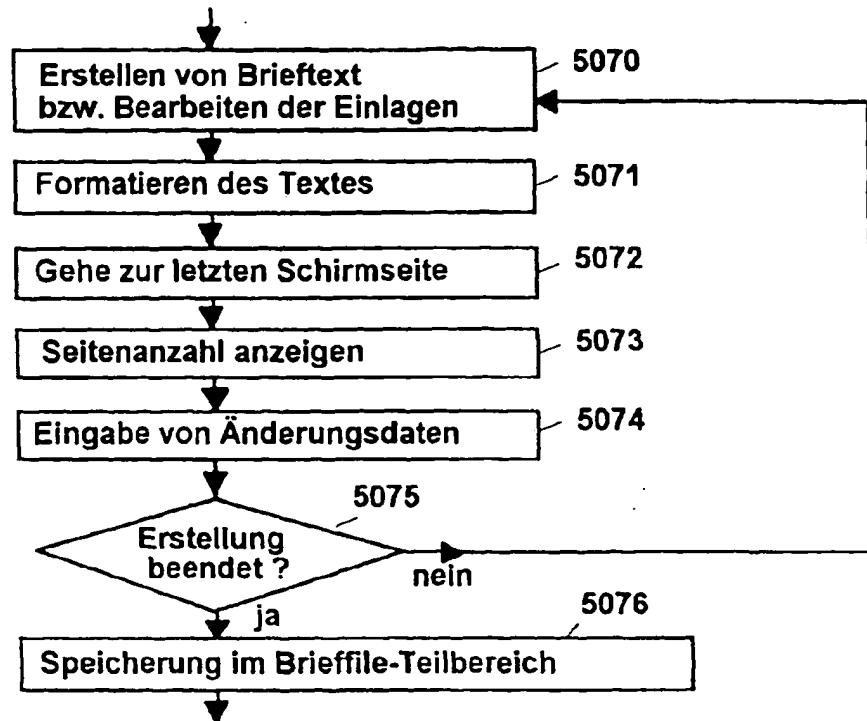 Erstellen von Brieftext
bzw. Bearbeiten der Einlagen
5070
Formatieren des Textes
5071
Gehe zur letzten Schirmseite
5072
Seitenanzahl anzeigen
5073
Eingabe von Änderungsdaten
5074
5075
Erstellung
beendet ?
nein
ja
5076
Speicherung im Brieffile-Teilbereich